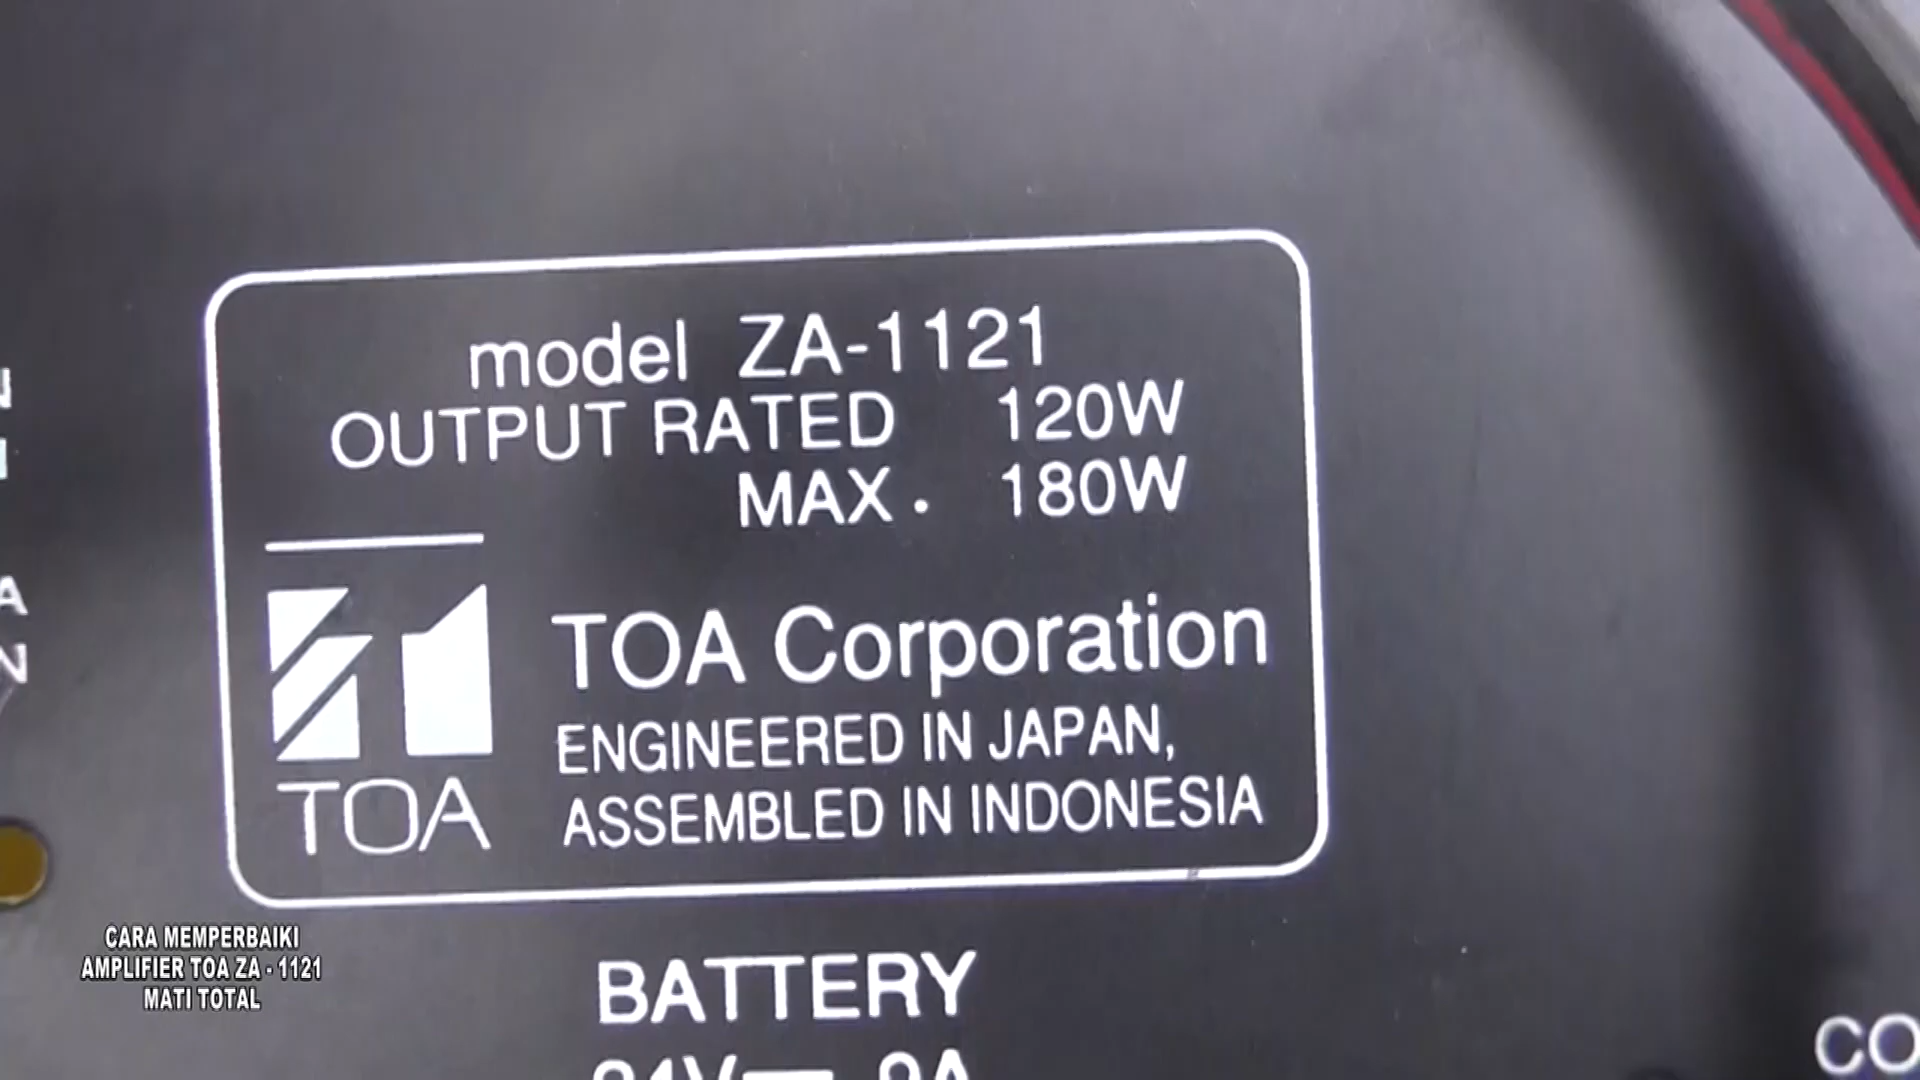 model ZA-1121
OUTPUT RATED 120W
MAX. 180W
TOA Corporation
ENGINEERED IN JAPAN,
ASSEMBLED IN INDONESIA
TOA
CARA MEMPERBAIKI
AMPLIFIER TOA ZA - 1121
MATI TOTAL
BATTERY